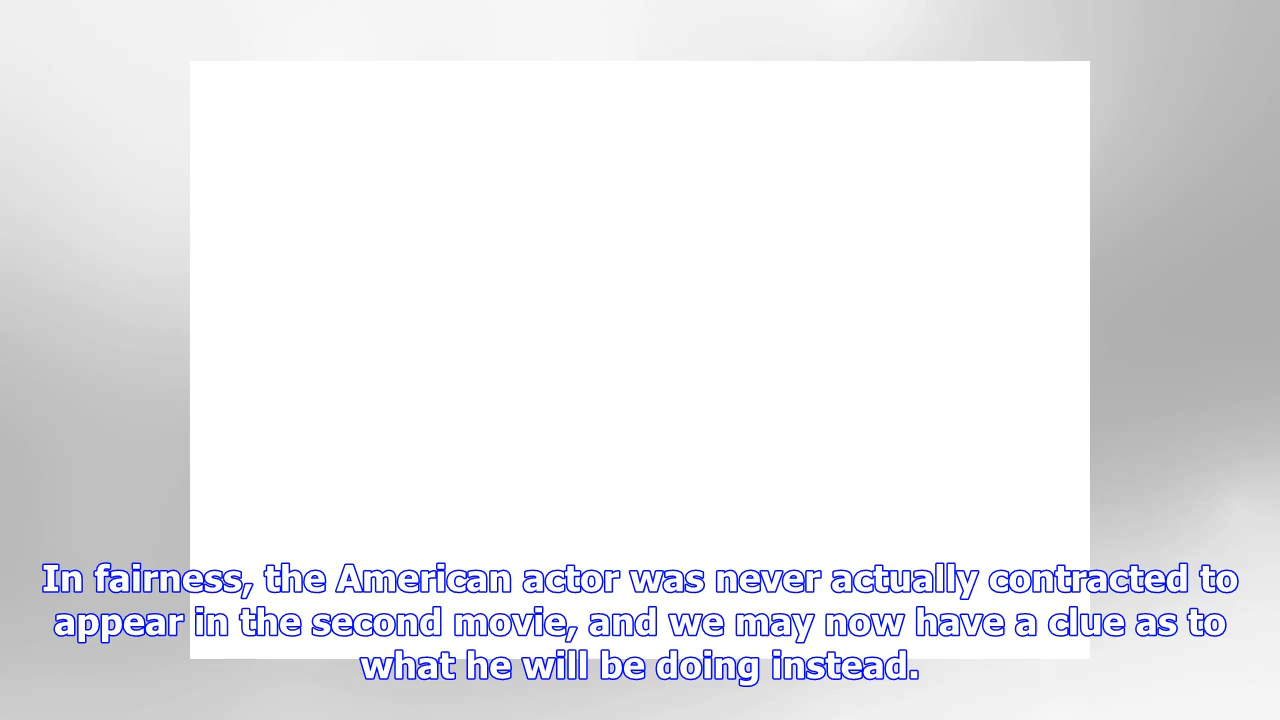 In fairness, the American actor was never actually contracted to
appear in the second movie, and we may now have a clue as to
what he will be doing instead.